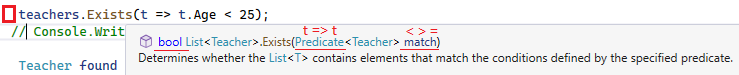 teachers.Exists(t => t.Age < 25);
t => t
< > =
// Console.Writ
bool List<Teacher>.Exists(Predicate<Teacher> match)
Determines whether the List<T> contains elements that match the conditions defined by the specified predicate.
Teacher found